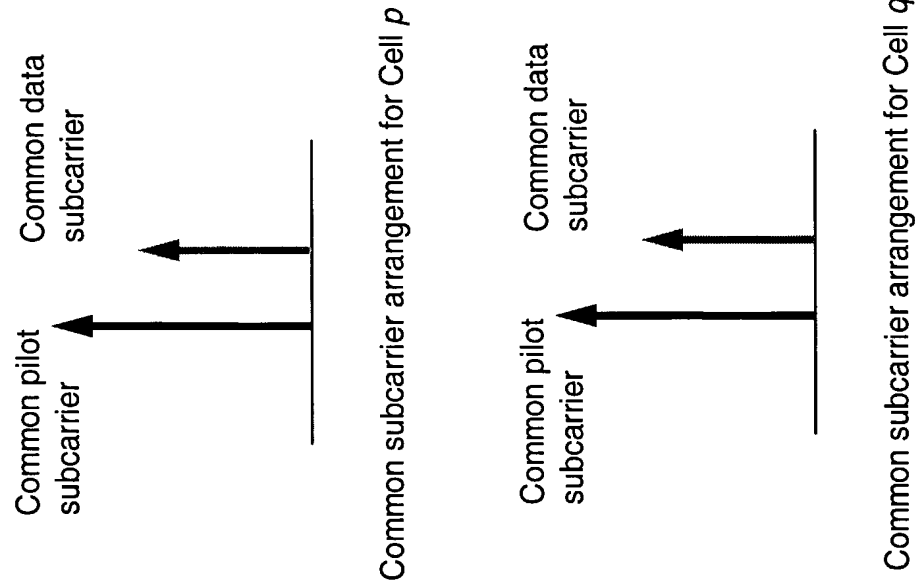 Common pilot
subcarrier
Common data
subcarrier
Common subcarrier arrangement for Cell p
Common pilot
subcarrier
Common data
subcarrier
Common subcarrier arrangement for Cell q